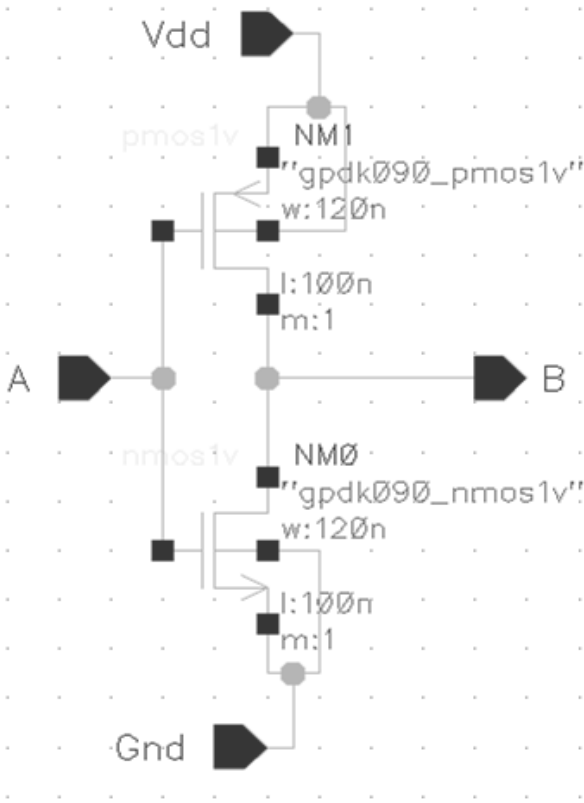 Vdd
pmos1v
NM1
"gpdk090_pmos1v"
w:120n
l:100n
m:1
A
B
nmos1v
NM0
"gpdk090_nmos1v"
w:120n
l:100n
m:1
Gnd